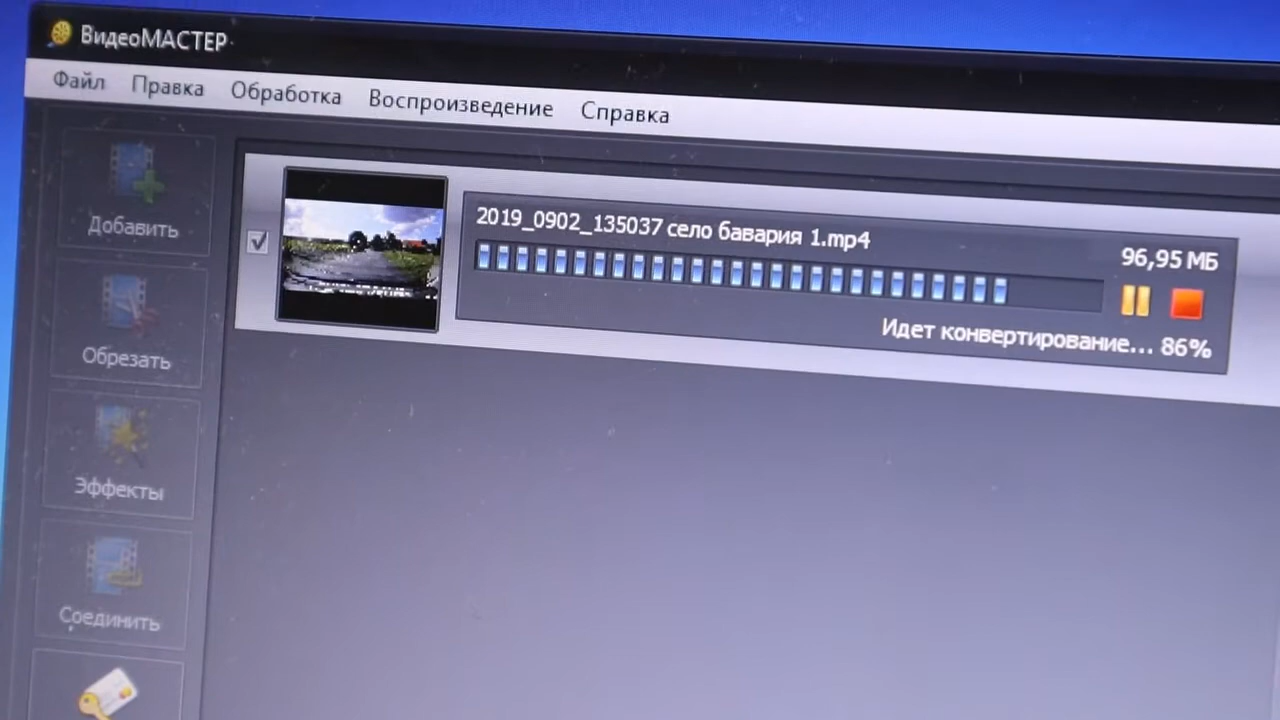 ВидеоМАСТЕР
Файл Правка Обработка Воспроизведение Справка
Добавить
2019_0902_135037 село бавария 1.mp4
96,95 МБ
Идет конвертирование... 86%
Обрезать
Эффекты
Соединить